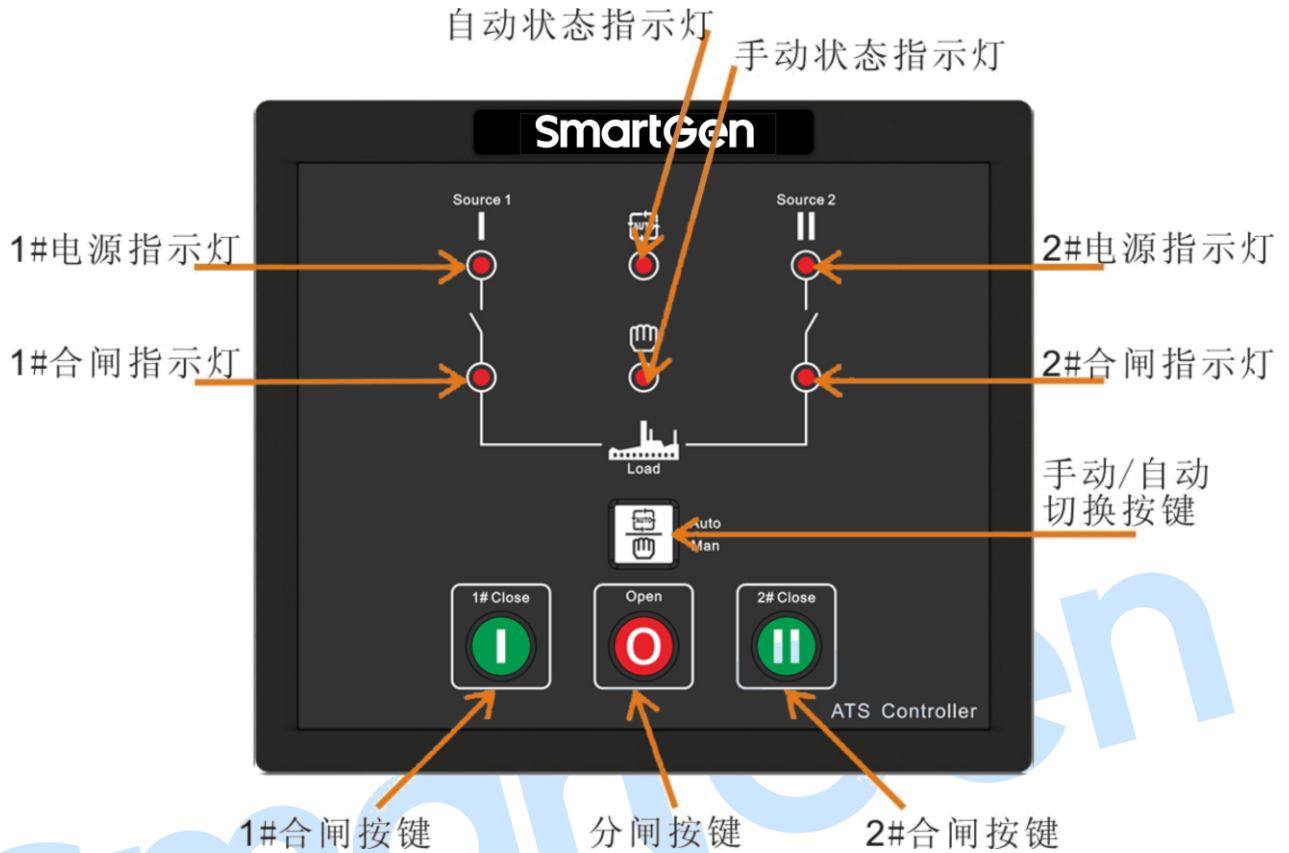 自动状态指示灯
手动状态指示灯
SmartGen
Source 1
Source 2
I
AUTO
II
1#电源指示灯
2#电源指示灯
1#合闸指示灯
2#合闸指示灯
Load
手动/自动
切换按键
AUTO
Auto
Man
1# Close
Open
2# Close
I
O
II
ATS Controller
1#合闸按键
分闸按键
2#合闸按键
SmartGen